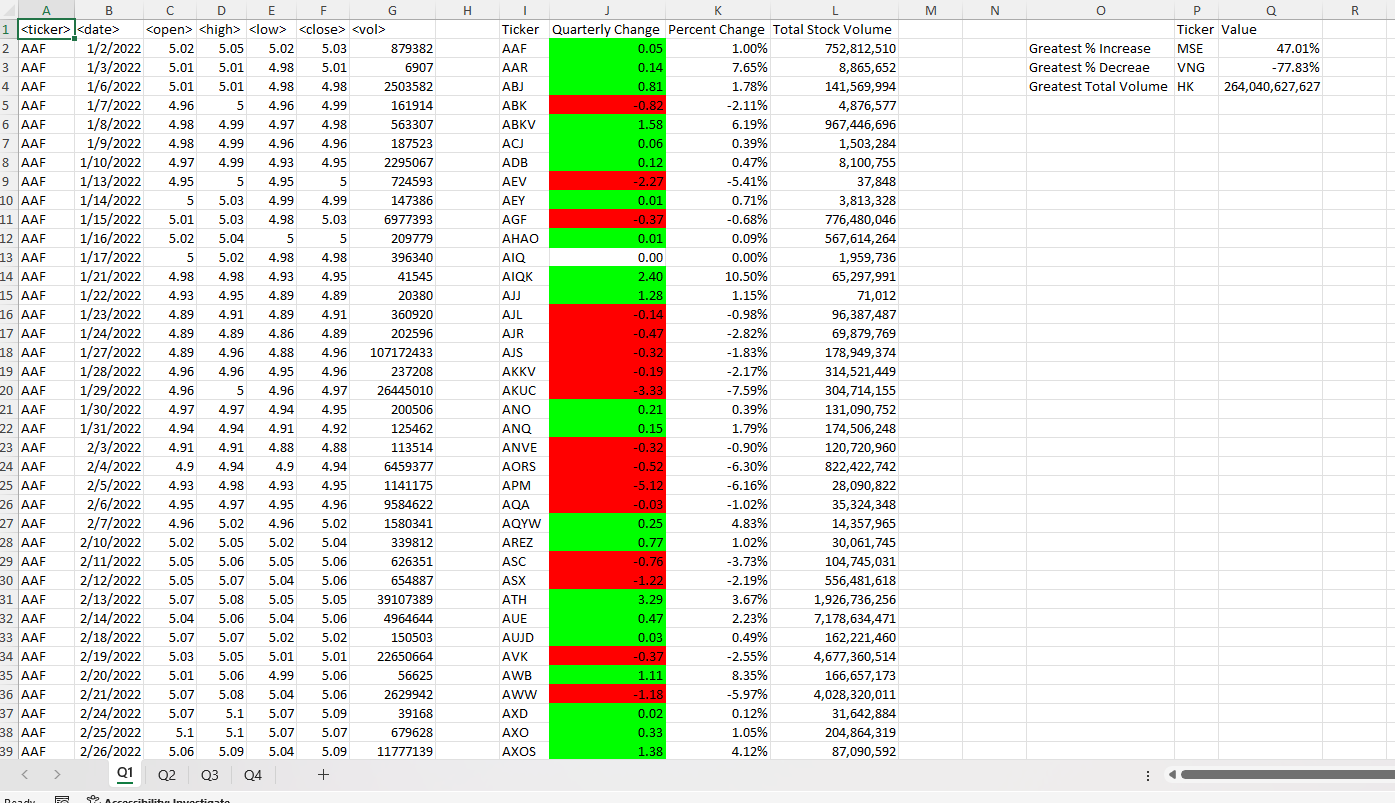 A B C D E F G H I J K L M N O P Q R
1 <ticker> <date> <open> <high> <low> <close> <vol> Ticker Quarterly Change Percent Change Total Stock Volume Ticker Value
2 AAF 1/2/2022 5.02 5.05 5.02 5.03 879382 AAF 0.05 1.00% 752,812,510 Greatest % Increase MSE 47.01%
3 AAF 1/3/2022 5.01 5.01 4.98 5.01 6907 AAR 0.14 7.65% 8,865,652 Greatest % Decreae VNG -77.83%
4 AAF 1/6/2022 5.01 5.01 4.98 4.98 2503582 ABJ 0.81 1.78% 141,569,994 Greatest Total Volume HK 264,040,627,627
5 AAF 1/7/2022 4.96 5 4.96 4.99 161914 ABK -0.82 -2.11% 4,876,577
6 AAF 1/8/2022 4.98 4.99 4.97 4.98 563307 ABKV 1.58 6.19% 967,446,696
7 AAF 1/9/2022 4.98 4.99 4.96 4.96 187523 ACJ 0.06 0.39% 1,503,284
8 AAF 1/10/2022 4.97 4.99 4.93 4.95 2295067 ADB 0.12 0.47% 8,100,755
9 AAF 1/13/2022 4.95 5 4.95 5 724593 AEV -2.27 -5.41% 37,848
10 AAF 1/14/2022 5 5.03 4.99 4.99 147386 AEY 0.01 0.71% 3,813,328
11 AAF 1/15/2022 5.01 5.03 4.98 5.03 6977393 AGF -0.37 -0.68% 776,480,046
12 AAF 1/16/2022 5.02 5.04 5 5 209779 AHAO 0.01 0.09% 567,614,264
13 AAF 1/17/2022 5 5.02 4.98 4.98 396340 AIQ 0.00 0.00% 1,959,736
14 AAF 1/21/2022 4.98 4.98 4.93 4.95 41545 AIQK 2.40 10.50% 65,297,991
15 AAF 1/22/2022 4.93 4.95 4.89 4.89 20380 AJJ 1.28 1.15% 71,012
16 AAF 1/23/2022 4.89 4.91 4.89 4.91 360920 AJL -0.14 -0.98% 96,387,487
17 AAF 1/24/2022 4.89 4.89 4.86 4.89 202596 AJR -0.47 -2.82% 69,879,769
18 AAF 1/27/2022 4.89 4.96 4.88 4.96 107172433 AJS -0.32 -1.83% 178,949,374
19 AAF 1/28/2022 4.96 4.96 4.95 4.96 237208 AKKV -0.19 -2.17% 314,521,449
20 AAF 1/29/2022 4.96 5 4.96 4.97 26445010 AKUC -3.33 -7.59% 304,714,155
21 AAF 1/30/2022 4.97 4.97 4.94 4.95 200506 ANO 0.21 0.39% 131,090,752
22 AAF 1/31/2022 4.94 4.94 4.91 4.92 125462 ANQ 0.15 1.79% 174,506,248
23 AAF 2/3/2022 4.91 4.91 4.88 4.88 113514 ANVE -0.32 -0.90% 120,720,960
24 AAF 2/4/2022 4.9 4.94 4.9 4.94 6459377 AORS -0.52 -6.30% 822,422,742
25 AAF 2/5/2022 4.93 4.98 4.93 4.95 1141175 APM -5.12 -6.16% 28,090,822
26 AAF 2/6/2022 4.95 4.97 4.95 4.96 9584622 AQA -0.03 -1.02% 35,324,348
27 AAF 2/7/2022 4.96 5.02 4.96 5.02 1580341 AQYW 0.25 4.83% 14,357,965
28 AAF 2/10/2022 5.02 5.05 5.02 5.04 339812 AREZ 0.77 1.02% 30,061,745
29 AAF 2/11/2022 5.05 5.06 5.05 5.06 626351 ASC -0.76 -3.73% 104,745,031
30 AAF 2/12/2022 5.05 5.07 5.04 5.06 654887 ASX -1.22 -2.19% 556,481,618
31 AAF 2/13/2022 5.07 5.08 5.05 5.05 39107389 ATH 3.29 3.67% 1,926,736,256
32 AAF 2/14/2022 5.04 5.06 5.04 5.06 4964644 AUE 0.47 2.23% 7,178,634,471
33 AAF 2/18/2022 5.07 5.07 5.02 5.02 150503 AUJD 0.03 0.49% 162,221,460
34 AAF 2/19/2022 5.03 5.05 5.01 5.01 22650664 AVK -0.37 -2.55% 4,677,360,514
35 AAF 2/20/2022 5.01 5.06 4.99 5.06 56625 AWB 1.11 8.35% 166,657,173
36 AAF 2/21/2022 5.07 5.08 5.04 5.06 2629942 AWW -1.18 -5.97% 4,028,320,011
37 AAF 2/24/2022 5.07 5.1 5.07 5.09 39168 AXD 0.02 0.12% 31,642,884
38 AAF 2/25/2022 5.1 5.1 5.07 5.07 679628 AXO 0.33 1.05% 204,864,319
39 AAF 2/26/2022 5.06 5.09 5.04 5.09 11777139 AXOS 1.38 4.12% 87,090,592
Q1 Q2 Q3 Q4
Ready Accessibility: Investigate